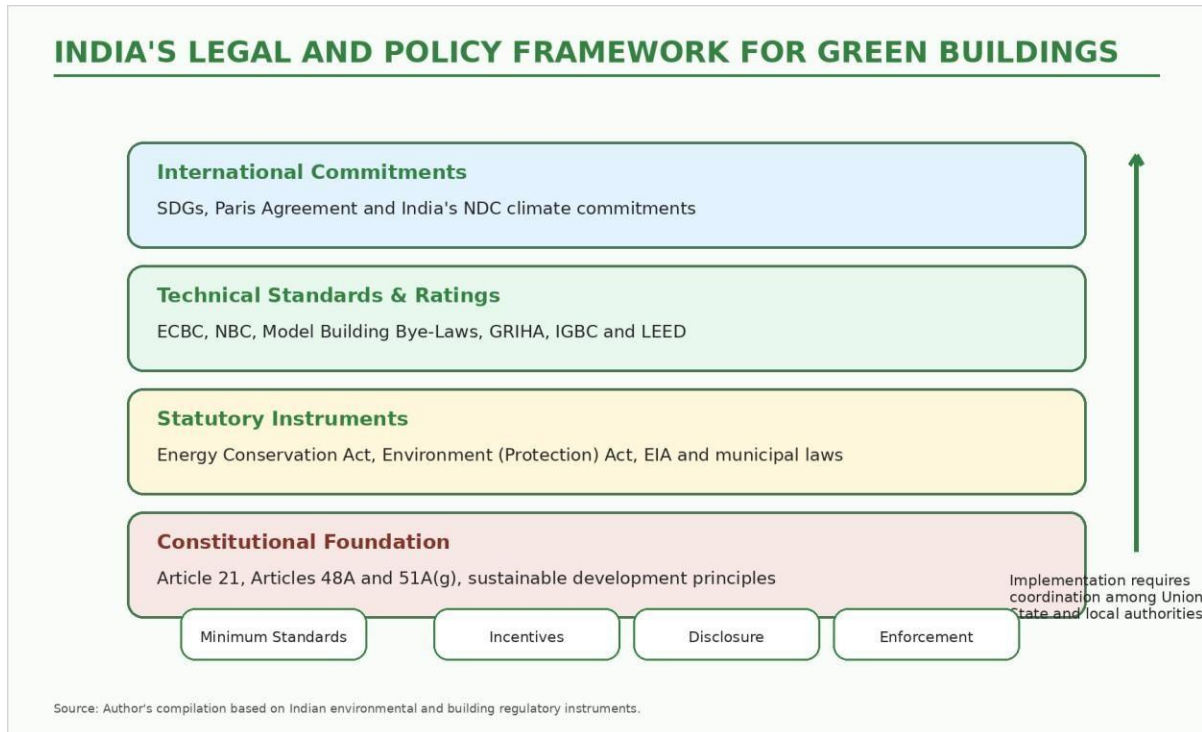 INDIA'S LEGAL AND POLICY FRAMEWORK FOR GREEN BUILDINGS
International Commitments
SDGs, Paris Agreement and India's NDC climate commitments
Technical Standards & Ratings
ECBC, NBC, Model Building Bye-Laws, GRIHA, IGBC and LEED
Statutory Instruments
Energy Conservation Act, Environment (Protection) Act, EIA and municipal laws
Constitutional Foundation
Article 21, Articles 48A and 51A(g), sustainable development principles
Implementation requires
coordination among Union
State and local authorities
Minimum Standards
Incentives
Disclosure
Enforcement
Source: Author's compilation based on Indian environmental and building regulatory instruments.